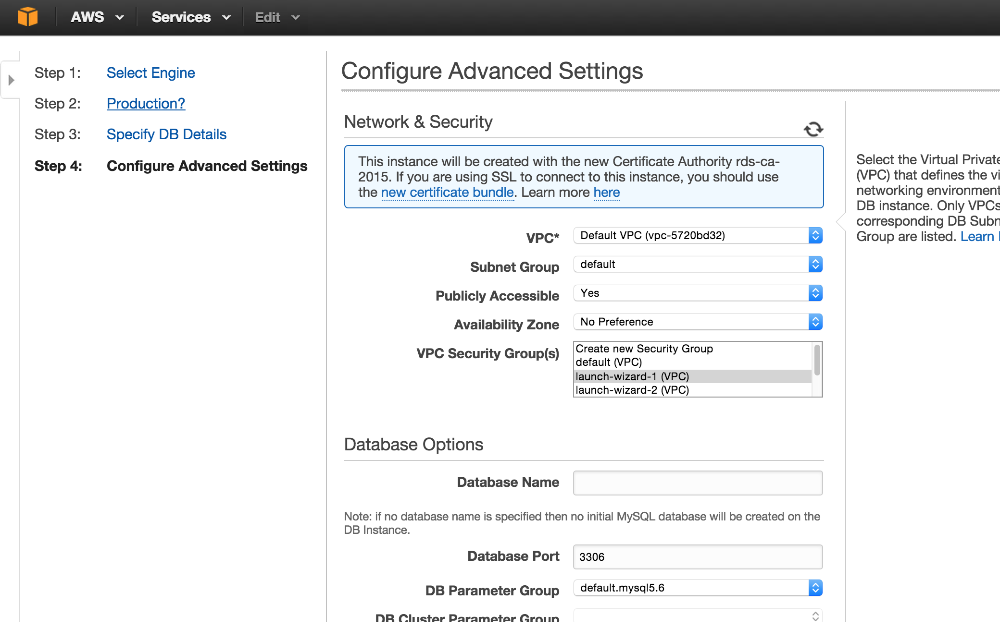 AWS Services Edit
Step 1: Select Engine
Step 2: Production?
Step 3: Specify DB Details
Step 4: Configure Advanced Settings
Configure Advanced Settings
Network & Security
This instance will be created with the new Certificate Authority rds-ca-
2015. If you are using SSL to connect to this instance, you should use
the new certificate bundle. Learn more here
VPC* Default VPC (vpc-5720bd32)
Subnet Group default
Publicly Accessible Yes
Availability Zone No Preference
VPC Security Group(s) Create new Security Group
default (VPC)
launch-wizard-1 (VPC)
launch-wizard-2 (VPC)
Database Options
Database Name
Note: if no database name is specified then no initial MySQL database will be created on the
DB Instance.
Database Port 3306
DB Parameter Group default.mysql5.6
DB Cluster Parameter Group
Select the Virtual Private
(VPC) that defines the vi
networking environment
DB instance. Only VPCs
corresponding DB Subn
Group are listed. Learn